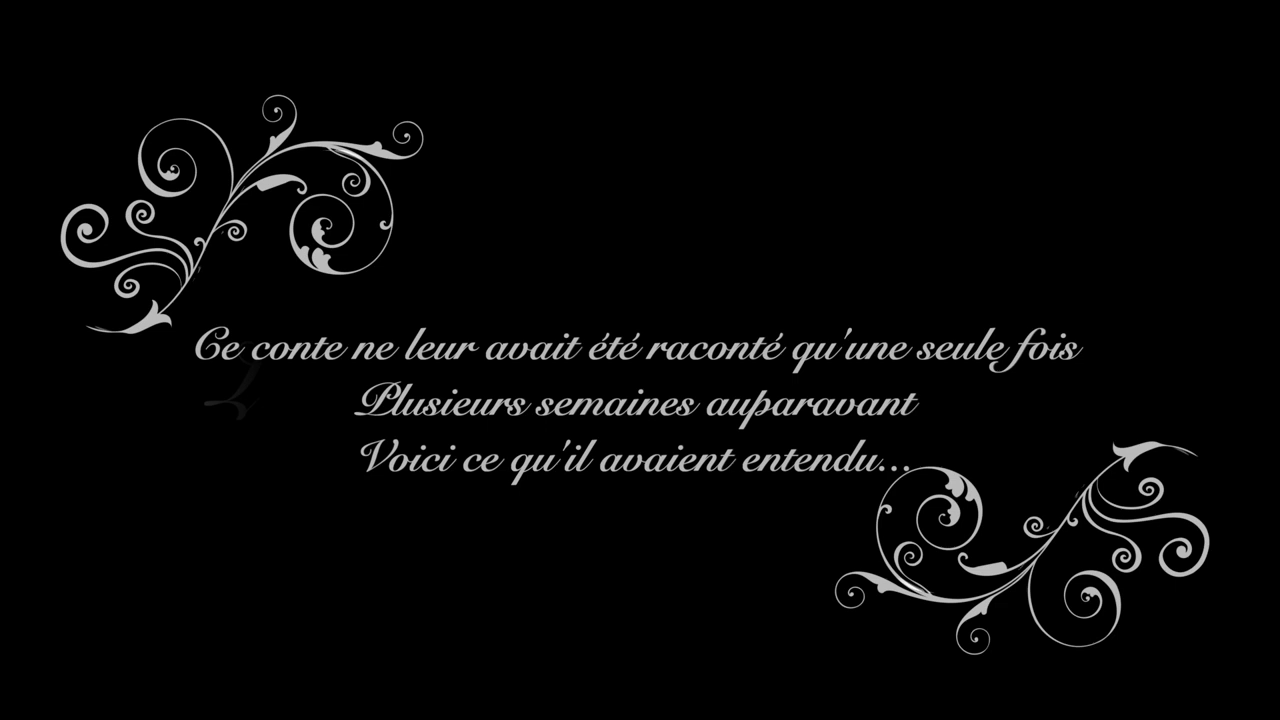 Ce conte ne leur avait été raconté qu'une seule fois
Plusieurs semaines auparavant
Voici ce qu'il avaient entendu...